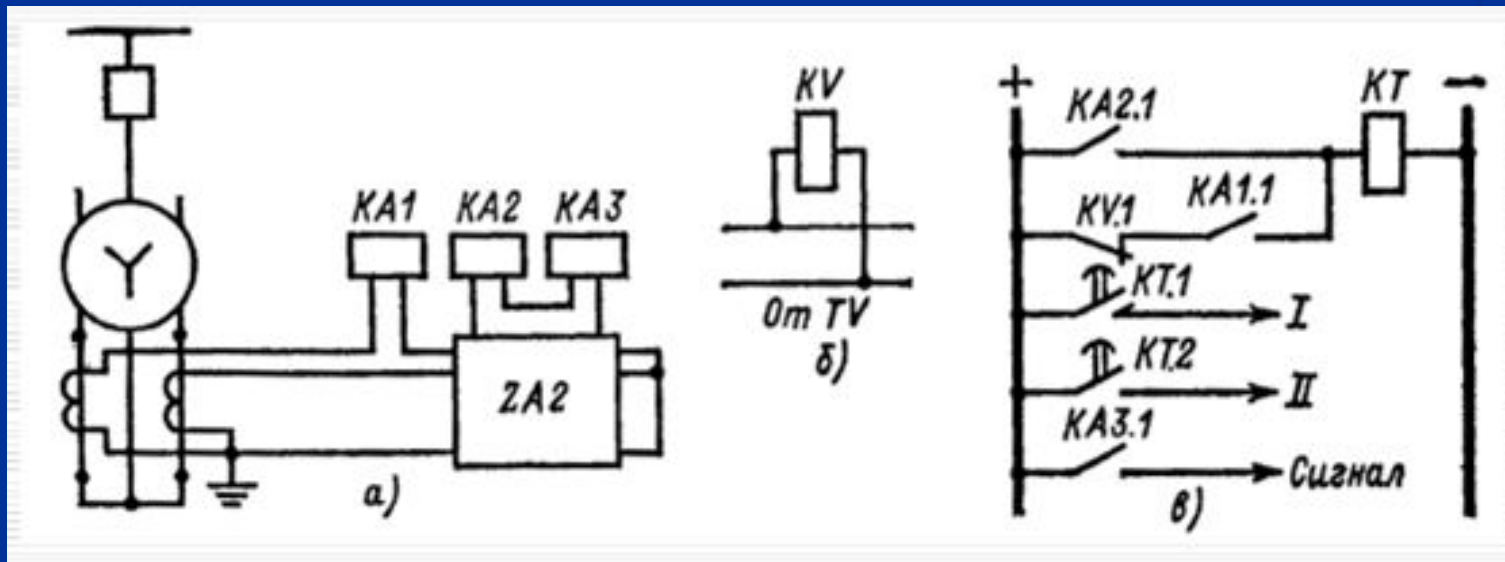 KA1 KA2 KA3
ZA2
а)
KV
От TV
б)
+ −
KA2.1 KT
KV.1 KA1.1
KT.1 I
KT.2 II
KA3.1 Сигнал
в)